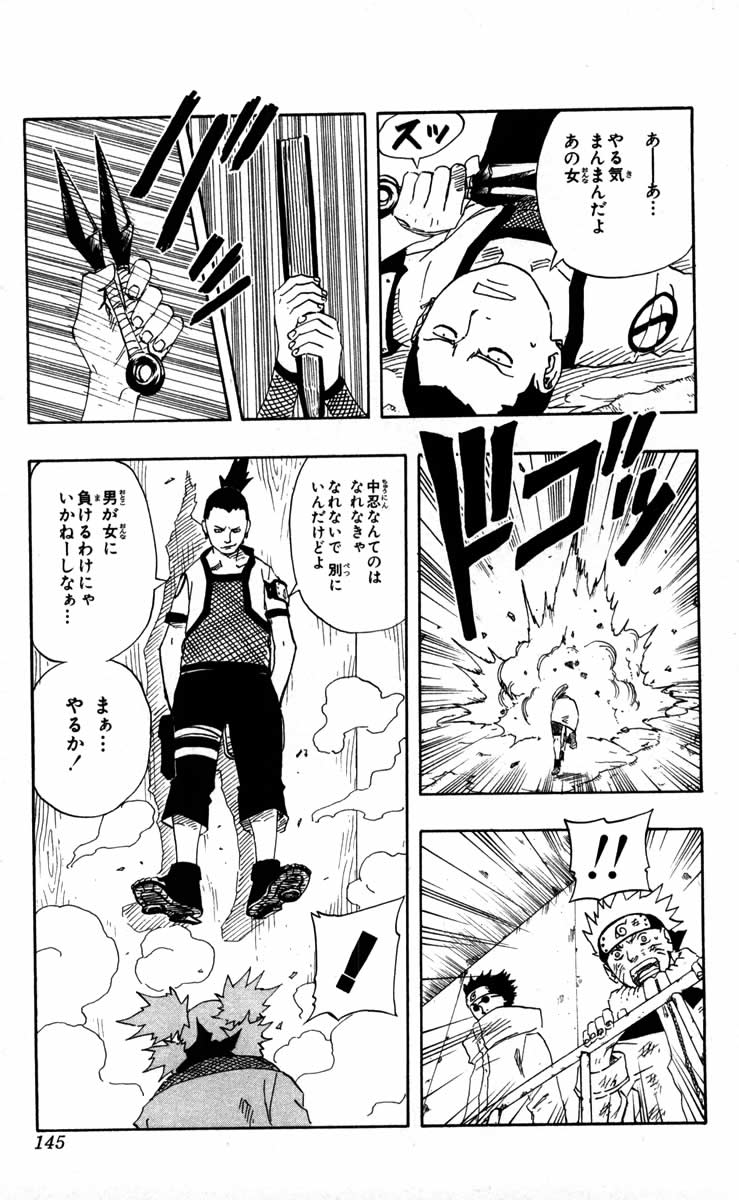 あ―あ…
やる気
まんまんだよ
あの女
スッ
ドゴッ
!!
中忍なんてのは
なれなきゃ
なれないで 別に
いんだけどよ
男が女に
負けるわけにゃ
いかねーしなぁ…
まぁ…
やるか！
!
145